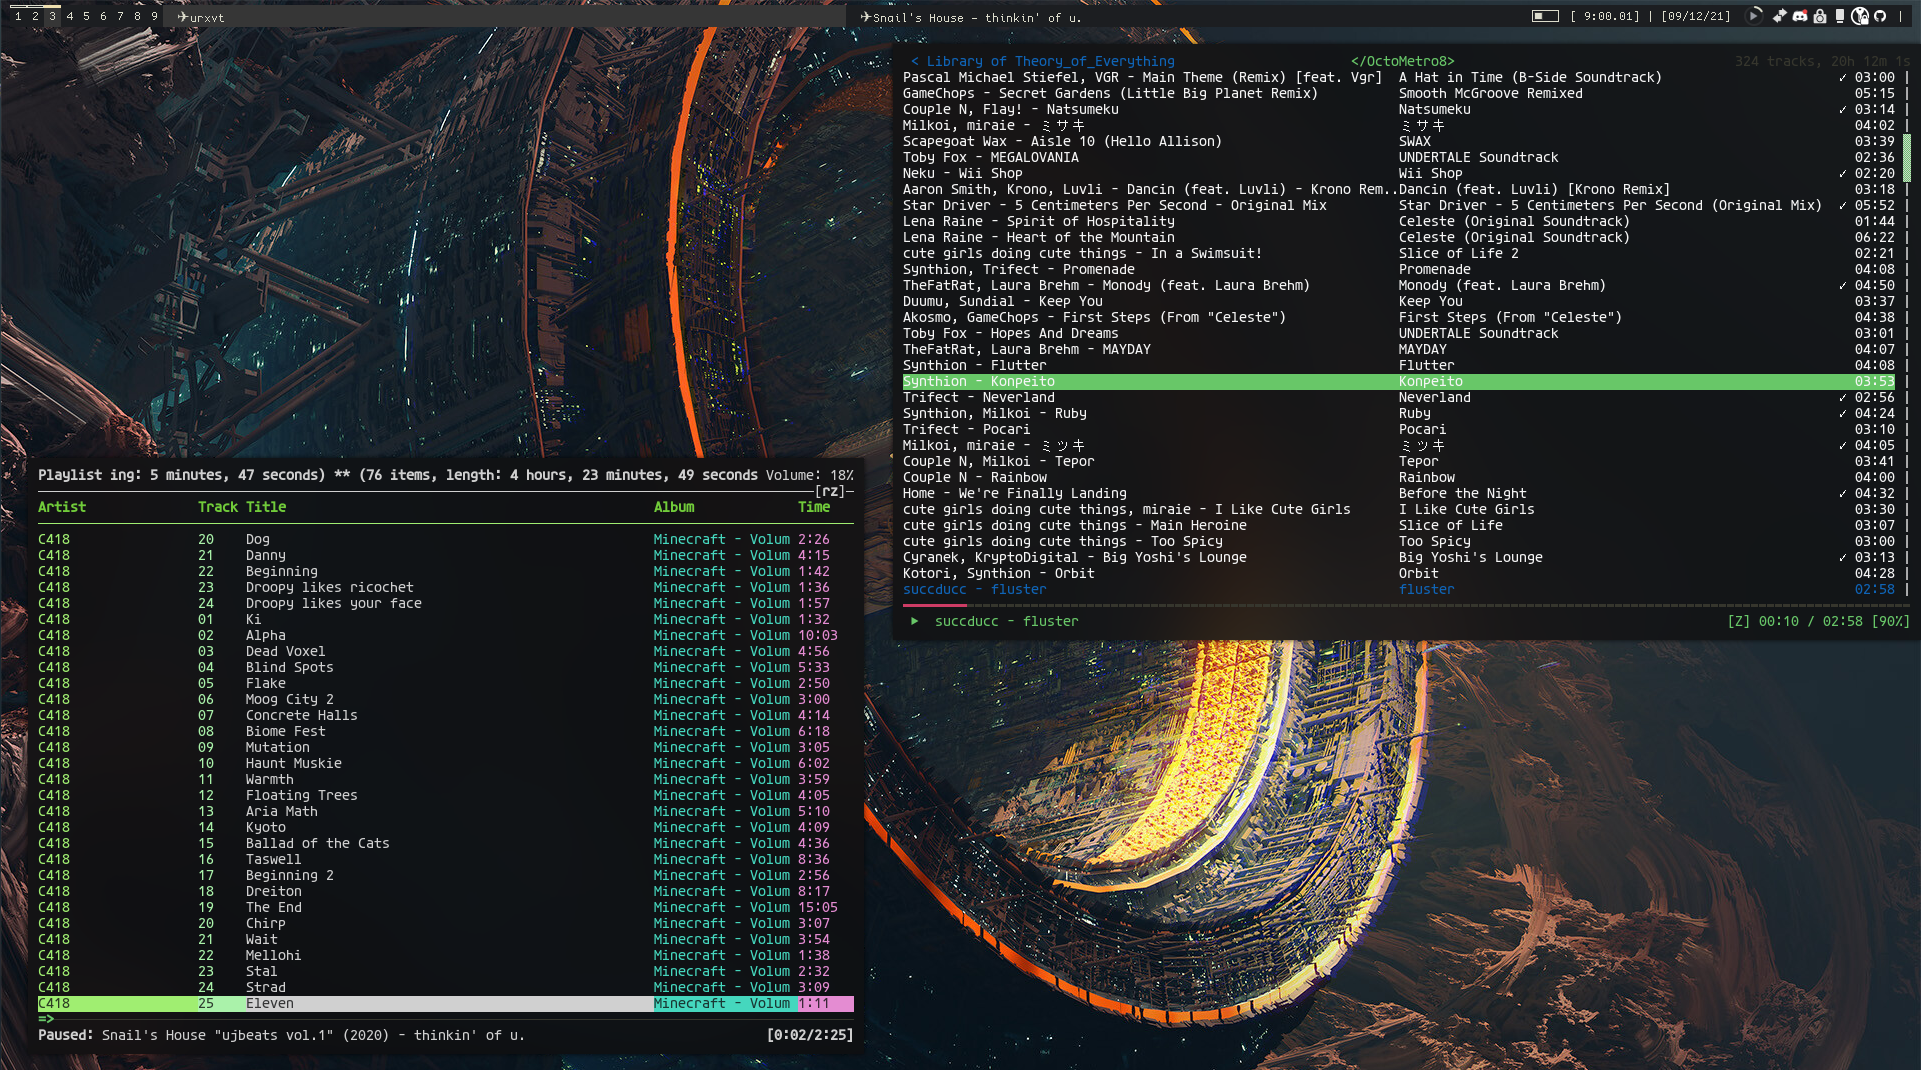 1 2 3 4 5 6 7 8 9 urxvt Snail's House - thinkin' of u. [ 9:00.01] | [09/12/21] |
< Library of Theory_of_Everything </OctoMetro8> 324 tracks, 20h 12m 1s
Pascal Michael Stiefel, VGR - Main Theme (Remix) [feat. Vgr] A Hat in Time (B-Side Soundtrack) ✓ 03:00 |
GameChops - Secret Gardens (Little Big Planet Remix) Smooth McGroove Remixed 05:15 |
Couple N, Flay! - Natsumeku Natsumeku ✓ 03:14 |
Milkoi, miraie - ミサキ ミサキ 04:02 |
Scapegoat Wax - Aisle 10 (Hello Allison) SWAX 03:39
Toby Fox - MEGALOVANIA UNDERTALE Soundtrack 02:36
Neku - Wii Shop Wii Shop ✓ 02:20
Aaron Smith, Krono, Luvli - Dancin (feat. Luvli) - Krono Rem.. Dancin (feat. Luvli) [Krono Remix] 03:18 |
Star Driver - 5 Centimeters Per Second - Original Mix Star Driver - 5 Centimeters Per Second (Original Mix) ✓ 05:52 |
Lena Raine - Spirit of Hospitality Celeste (Original Soundtrack) 01:44 |
Lena Raine - Heart of the Mountain Celeste (Original Soundtrack) 06:22 |
cute girls doing cute things - In a Swimsuit! Slice of Life 2 02:21 |
Synthion, Trifect - Promenade Promenade 04:08 |
TheFatRat, Laura Brehm - Monody (feat. Laura Brehm) Monody (feat. Laura Brehm) ✓ 04:50 |
Duumu, Sundial - Keep You Keep You 03:37 |
Akosmo, GameChops - First Steps (From "Celeste") First Steps (From "Celeste") 04:38 |
Toby Fox - Hopes And Dreams UNDERTALE Soundtrack 03:01 |
TheFatRat, Laura Brehm - MAYDAY MAYDAY 04:07 |
Synthion - Flutter Flutter 04:08 |
Synthion - Konpeito Konpeito 03:53 |
Trifect - Neverland Neverland ✓ 02:56 |
Synthion, Milkoi - Ruby Ruby ✓ 04:24 |
Trifect - Pocari Pocari 03:10 |
Milkoi, miraie - ミツキ ミツキ ✓ 04:05 |
Couple N, Milkoi - Tepor Tepor 03:41 |
Couple N - Rainbow Rainbow 04:00 |
Home - We're Finally Landing Before the Night ✓ 04:32 |
cute girls doing cute things, miraie - I Like Cute Girls I Like Cute Girls 03:30 |
cute girls doing cute things - Main Heroine Slice of Life 03:07 |
cute girls doing cute things - Too Spicy Too Spicy 03:00 |
Cyranek, KryptoDigital - Big Yoshi's Lounge Big Yoshi's Lounge ✓ 03:13 |
Kotori, Synthion - Orbit Orbit 04:28 |
succducc - fluster fluster 02:58 |
▶ succducc - fluster [Z] 00:10 / 02:58 [90%]
Playlist ing: 5 minutes, 47 seconds) ** (76 items, length: 4 hours, 23 minutes, 49 seconds Volume: 18%
[rz]
Artist Track Title Album Time
C418 20 Dog Minecraft - Volum 2:26
C418 21 Danny Minecraft - Volum 4:15
C418 22 Beginning Minecraft - Volum 1:42
C418 23 Droopy likes ricochet Minecraft - Volum 1:36
C418 24 Droopy likes your face Minecraft - Volum 1:57
C418 01 Ki Minecraft - Volum 1:32
C418 02 Alpha Minecraft - Volum 10:03
C418 03 Dead Voxel Minecraft - Volum 4:56
C418 04 Blind Spots Minecraft - Volum 5:33
C418 05 Flake Minecraft - Volum 2:50
C418 06 Moog City 2 Minecraft - Volum 3:00
C418 07 Concrete Halls Minecraft - Volum 4:14
C418 08 Biome Fest Minecraft - Volum 6:18
C418 09 Mutation Minecraft - Volum 3:05
C418 10 Haunt Muskie Minecraft - Volum 6:02
C418 11 Warmth Minecraft - Volum 3:59
C418 12 Floating Trees Minecraft - Volum 4:05
C418 13 Aria Math Minecraft - Volum 5:10
C418 14 Kyoto Minecraft - Volum 4:09
C418 15 Ballad of the Cats Minecraft - Volum 4:36
C418 16 Taswell Minecraft - Volum 8:36
C418 17 Beginning 2 Minecraft - Volum 2:56
C418 18 Dreiton Minecraft - Volum 8:17
C418 19 The End Minecraft - Volum 15:05
C418 20 Chirp Minecraft - Volum 3:07
C418 21 Wait Minecraft - Volum 3:54
C418 22 Mellohi Minecraft - Volum 1:38
C418 23 Stal Minecraft - Volum 2:32
C418 24 Strad Minecraft - Volum 3:09
C418 25 Eleven Minecraft - Volum 1:11
=>
Paused: Snail's House "ujbeats vol.1" (2020) - thinkin' of u. [0:02/2:25]